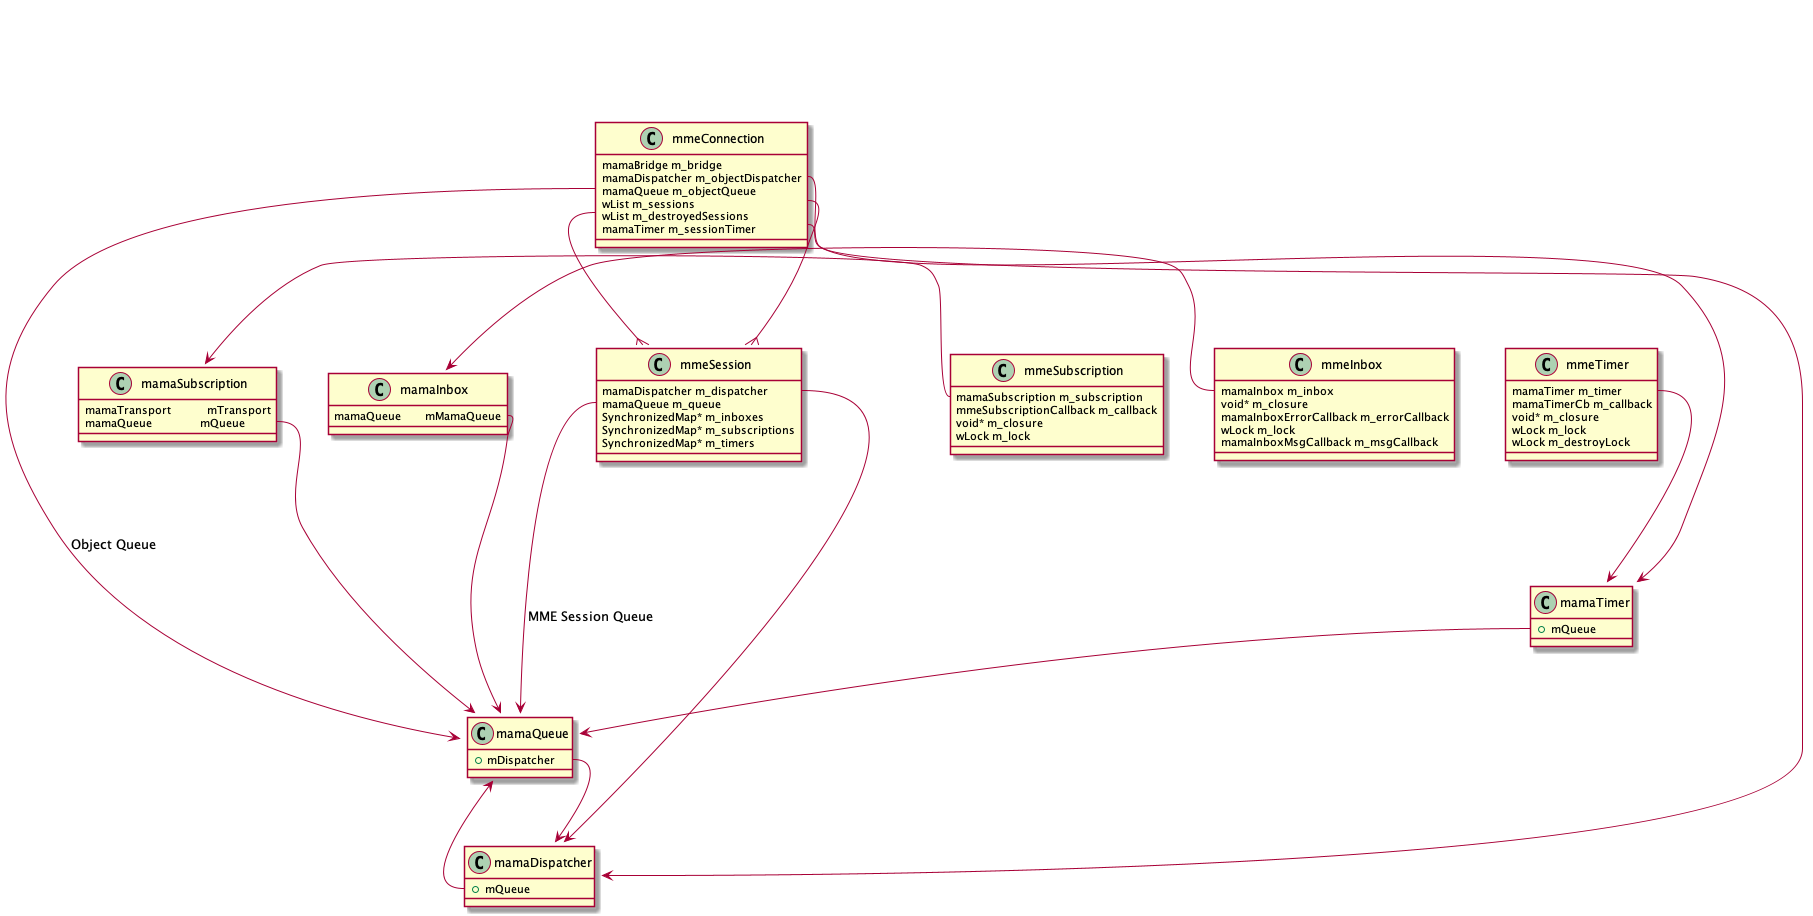 C mmeConnection
mamaBridge m_bridge
mamaDispatcher m_objectDispatcher
mamaQueue m_objectQueue
wList m_sessions
wList m_destroyedSessions
mamaTimer m_sessionTimer
C mamaSubscription
mamaTransport mTransport
mamaQueue mQueue
C mamaInbox
mamaQueue mMamaQueue
C mmeSession
mamaDispatcher m_dispatcher
mamaQueue m_queue
SynchronizedMap* m_inboxes
SynchronizedMap* m_subscriptions
SynchronizedMap* m_timers
C mmeSubscription
mamaSubscription m_subscription
mmeSubscriptionCallback m_callback
void* m_closure
wLock m_lock
C mmeInbox
mamaInbox m_inbox
void* m_closure
mamaInboxErrorCallback m_errorCallback
wLock m_lock
mamaInboxMsgCallback m_msgCallback
C mmeTimer
mamaTimer m_timer
mamaTimerCb m_callback
void* m_closure
wLock m_lock
wLock m_destroyLock
Object Queue
MME Session Queue
C mamaTimer
mQueue
C mamaQueue
mDispatcher
C mamaDispatcher
mQueue